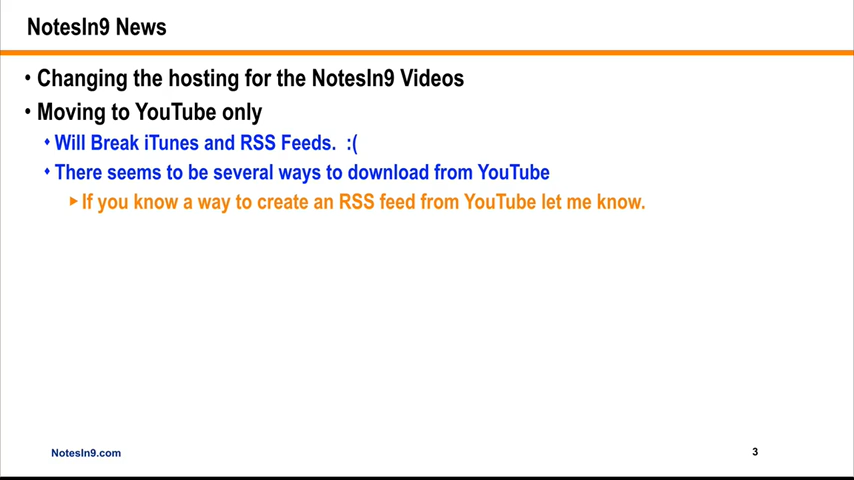 NotesIn9 News
• Changing the hosting for the NotesIn9 Videos
• Moving to YouTube only
♦ Will Break iTunes and RSS Feeds. :(
♦ There seems to be several ways to download from YouTube
► If you know a way to create an RSS feed from YouTube let me know.
NotesIn9.com
3